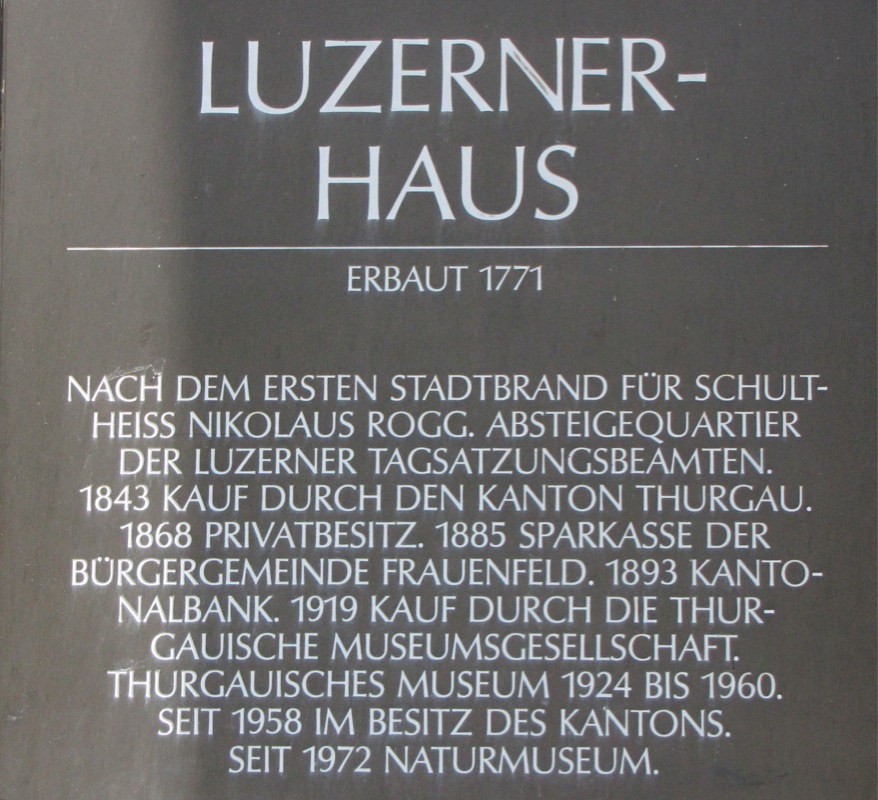 LUZERNER-
HAUS
ERBAUT 1771
NACH DEM ERSTEN STADTBRAND FÜR SCHULT-
HEISS NIKOLAUS ROGG. ABSTEIGEQUARTIER
DER LUZERNER TAGSATZUNGSBEAMTEN.
1843 KAUF DURCH DEN KANTON THURGAU.
1868 PRIVATBESITZ. 1885 SPARKASSE DER
BÜRGERGEMEINDE FRAUENFELD. 1893 KANTO-
NALBANK. 1919 KAUF DURCH DIE THUR-
GAUISCHE MUSEUMSGESELLSCHAFT.
THURGAUISCHES MUSEUM 1924 BIS 1960.
SEIT 1958 IM BESITZ DES KANTONS.
SEIT 1972 NATURMUSEUM.